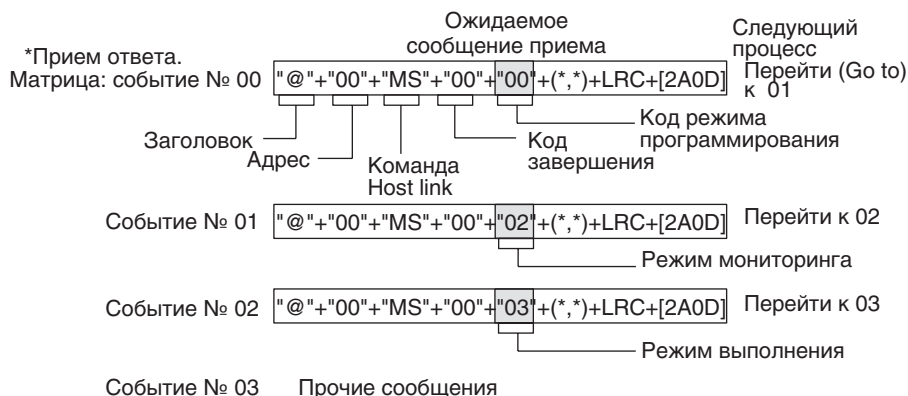 Ожидаемое
сообщение приема
Следующий
процесс
*Прием ответа.
Матрица: событие № 00 "@"+"00"+"MS"+"00"+"00"+(*,*)+LRC+[2A0D] Перейти (Go to)
к 01
Заголовок
Адрес
Команда
Host link
Код
завершения
Код режима
программирования
Событие № 01 "@"+"00"+"MS"+"00"+"02"+(*,*)+LRC+[2A0D] Перейти к 02
Режим мониторинга
Событие № 02 "@"+"00"+"MS"+"00"+"03"+(*,*)+LRC+[2A0D] Перейти к 03
Режим выполнения
Событие № 03 Прочие сообщения